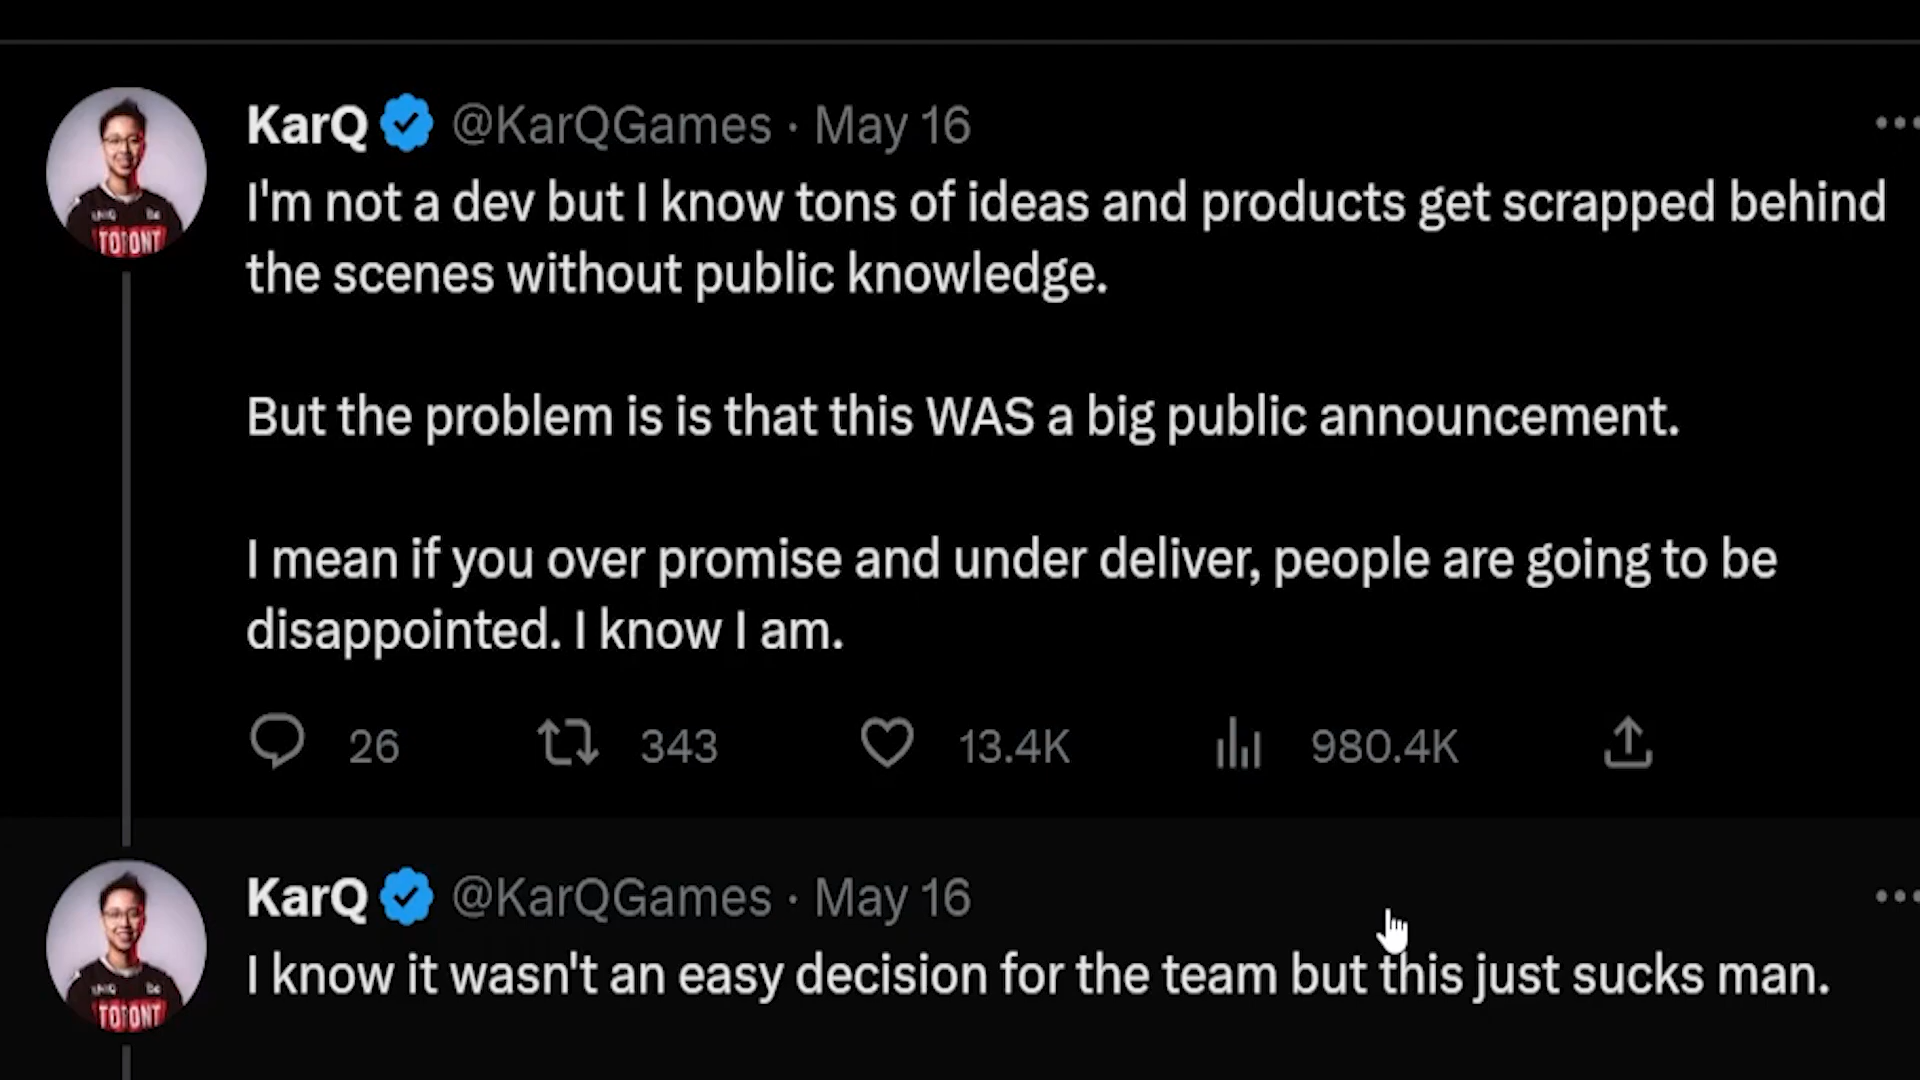 KarQ @KarQGames · May 16
I'm not a dev but I know tons of ideas and products get scrapped behind
the scenes without public knowledge.
But the problem is is that this WAS a big public announcement.
I mean if you over promise and under deliver, people are going to be
disappointed. I know I am.
26 343 13.4K 980.4K
TORONT
KarQ @KarQGames · May 16
I know it wasn't an easy decision for the team but this just sucks man.
TORONT